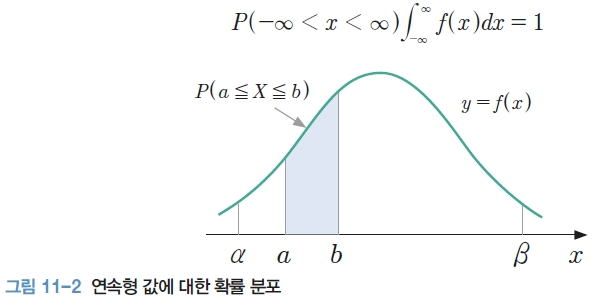 P(-∞ < x < ∞)∫_{-∞}^{∞} f(x)dx = 1
P(a ≦ X ≦ b)
y = f(x)
α a b β x
그림 11-2 연속형 값에 대한 확률 분포